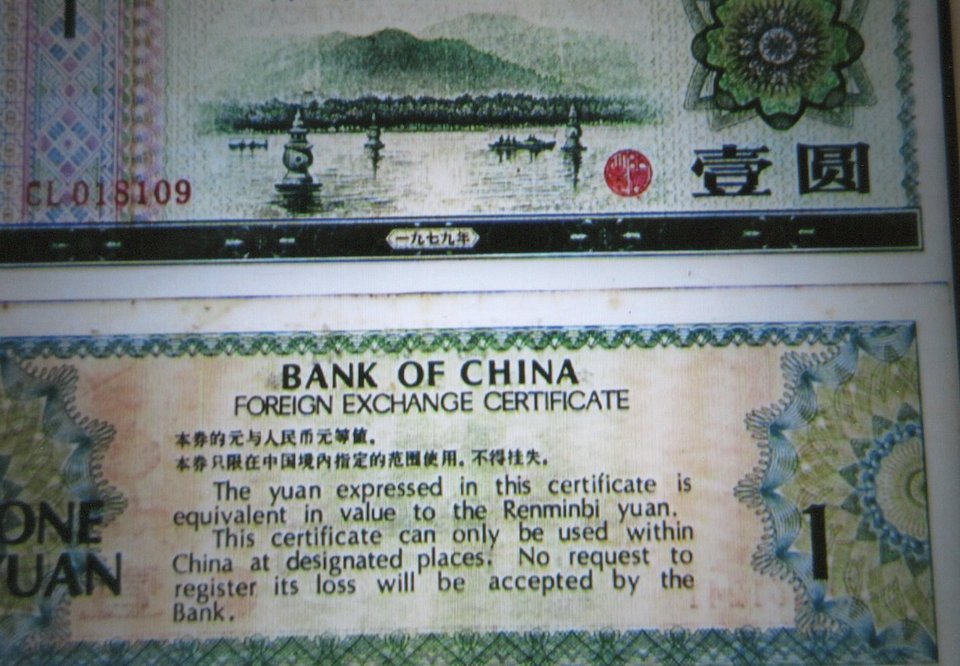 1
CL018109
壹圆
一九七九年
BANK OF CHINA
FOREIGN EXCHANGE CERTIFICATE
本券的元与人民币元等值。
本券只限在中国境内指定的范围使用。不得挂失。
The yuan expressed in this certificate is
equivalent in value to the Renminbi yuan.
This certificate can only be used within
China at designated places. No request to
register its loss will be accepted by the
Bank.
ONE
YUAN
1